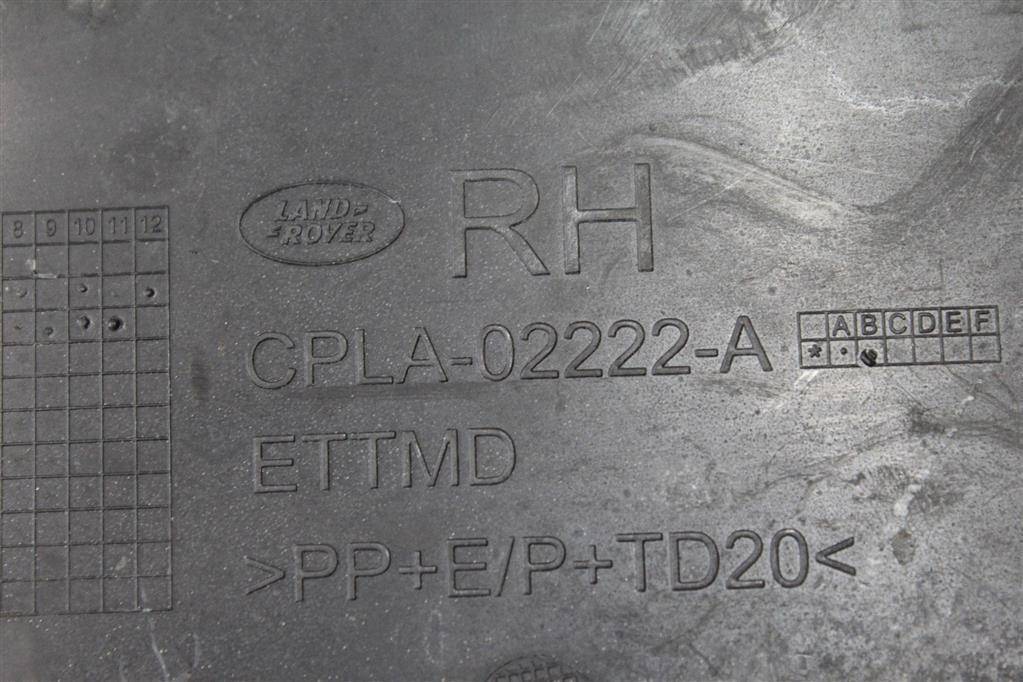 LAND
ROVER
RH
8 9 10 11 12
CPLA-02222-A
A B C D E F
*
ETTMD
>PP+E/P+TD20<